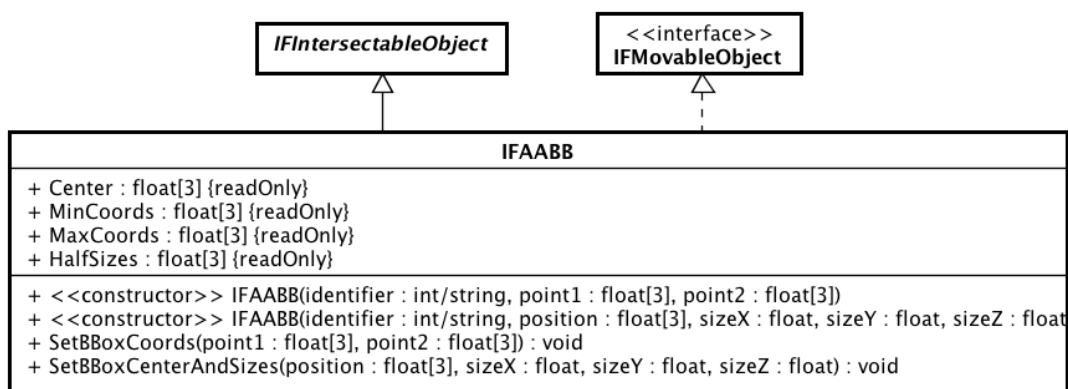 IFIntersectableObject
<<interface>>
IFMovableObject
IFAABB
+ Center : float[3] {readOnly}
+ MinCoords : float[3] {readOnly}
+ MaxCoords : float[3] {readOnly}
+ HalfSizes : float[3] {readOnly}
+ <<constructor>> IFAABB(identifier : int/string, point1 : float[3], point2 : float[3])
+ <<constructor>> IFAABB(identifier : int/string, position : float[3], sizeX : float, sizeY : float, sizeZ : float
+ SetBBoxCoords(point1 : float[3], point2 : float[3]) : void
+ SetBBoxCenterAndSizes(position : float[3], sizeX : float, sizeY : float, sizeZ : float) : void